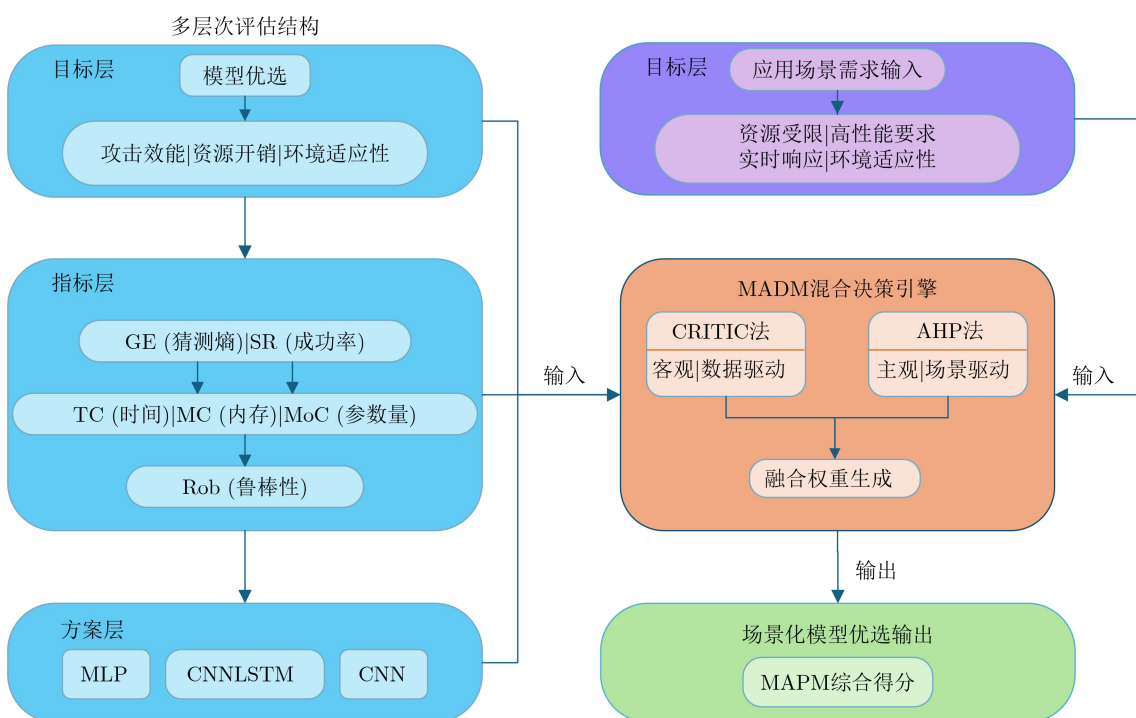 多层次评估结构
目标层
模型优选
攻击效能|资源开销|环境适应性
指标层
GE (猜测熵)|SR (成功率)
TC (时间)|MC (内存)|MoC (参数量)
Rob (鲁棒性)
方案层
MLP
CNNLSTM
CNN
目标层
应用场景需求输入
资源受限|高性能要求
实时响应|环境适应性
输入
MADM混合决策引擎
CRITIC法
客观|数据驱动
AHP法
主观|场景驱动
融合权重生成
输入
输出
场景化模型优选输出
MAPM综合得分